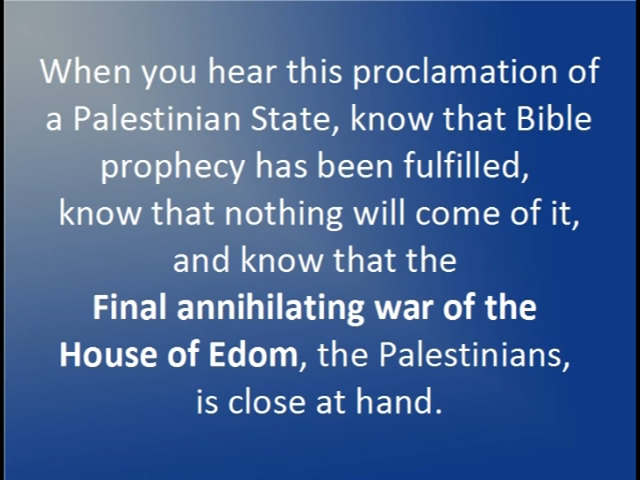 When you hear this proclamation of
a Palestinian State, know that Bible
prophecy has been fulfilled,
know that nothing will come of it,
and know that the
Final annihilating war of the
House of Edom, the Palestinians,
is close at hand.